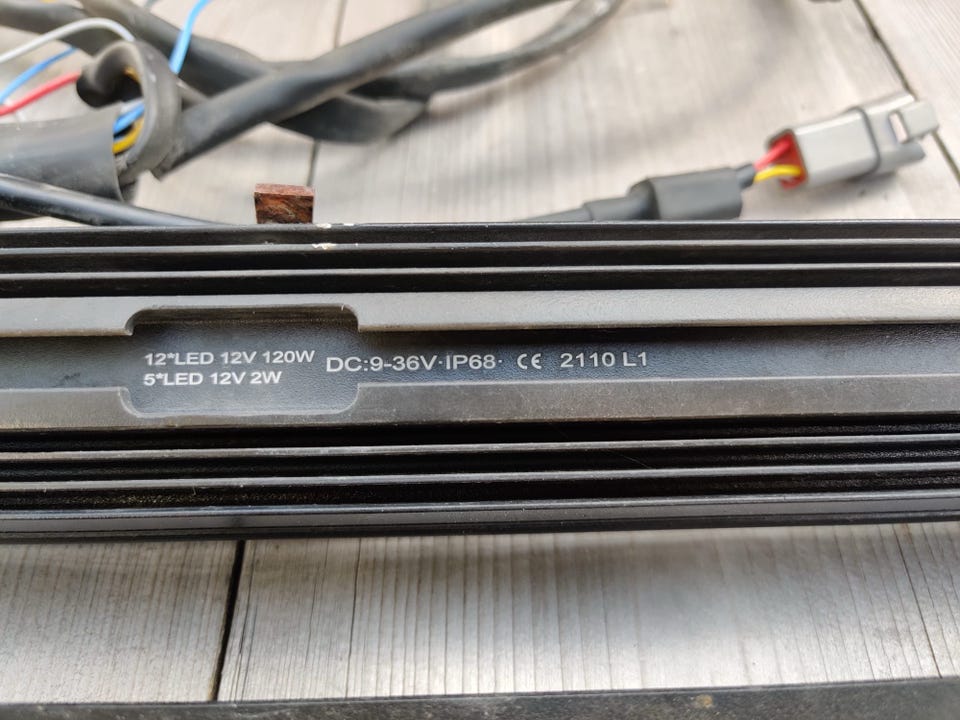 12*LED 12V 120W DC:9-36V·IP68· CE 2110 L1
5*LED 12V 2W